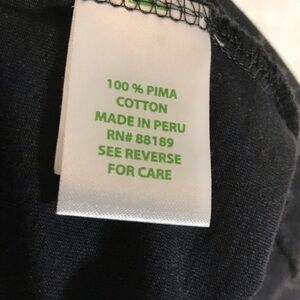 100 % PIMA
COTTON
MADE IN PERU
RN# 88189
SEE REVERSE
FOR CARE